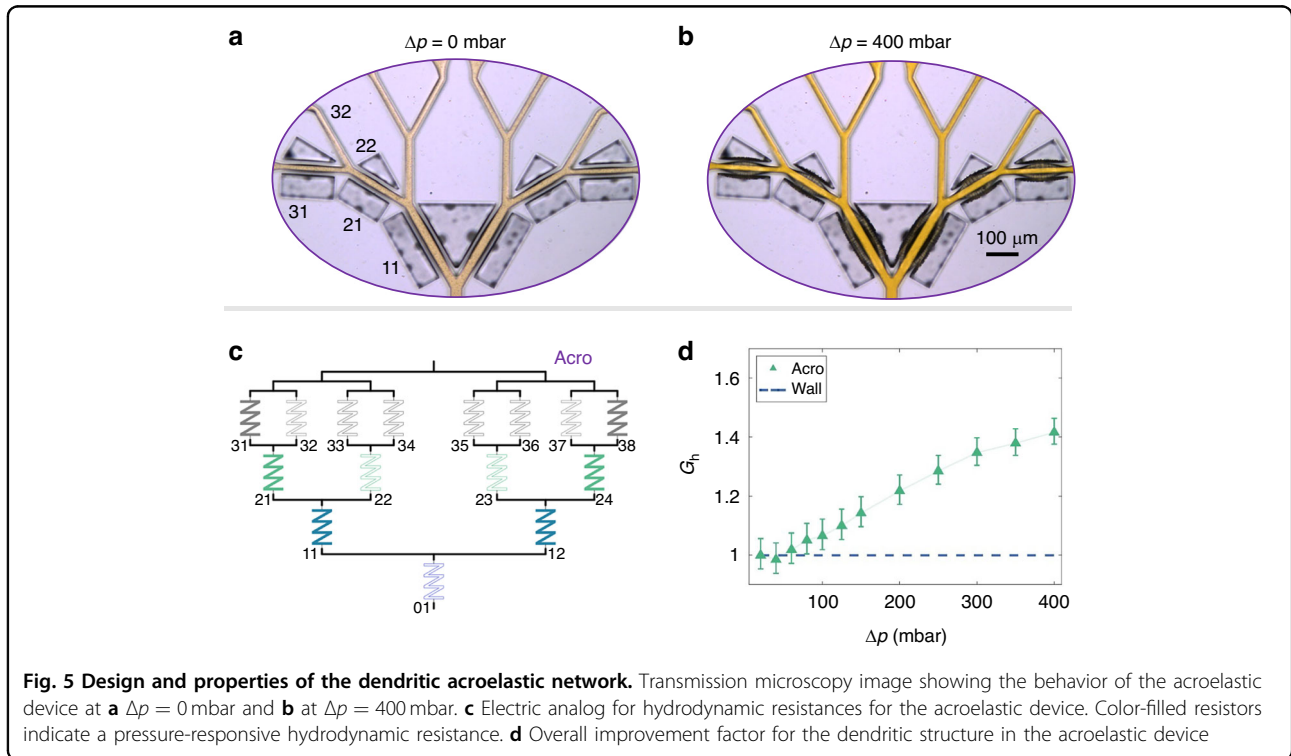 a
Δp = 0 mbar
32
22
31
21
11
b
Δp = 400 mbar
100 μm
c
Acro
31 32 33 34 35 36 37 38
21 22 23 24
11 12
01
d
Acro
Wall
1.6
1.4
1.2
1
G_h
100 200 300 400
Δp (mbar)
Fig. 5 Design and properties of the dendritic acroelastic network. Transmission microscopy image showing the behavior of the acroelastic
device at a Δp = 0 mbar and b at Δp = 400 mbar. c Electric analog for hydrodynamic resistances for the acroelastic device. Color-filled resistors
indicate a pressure-responsive hydrodynamic resistance. d Overall improvement factor for the dendritic structure in the acroelastic device